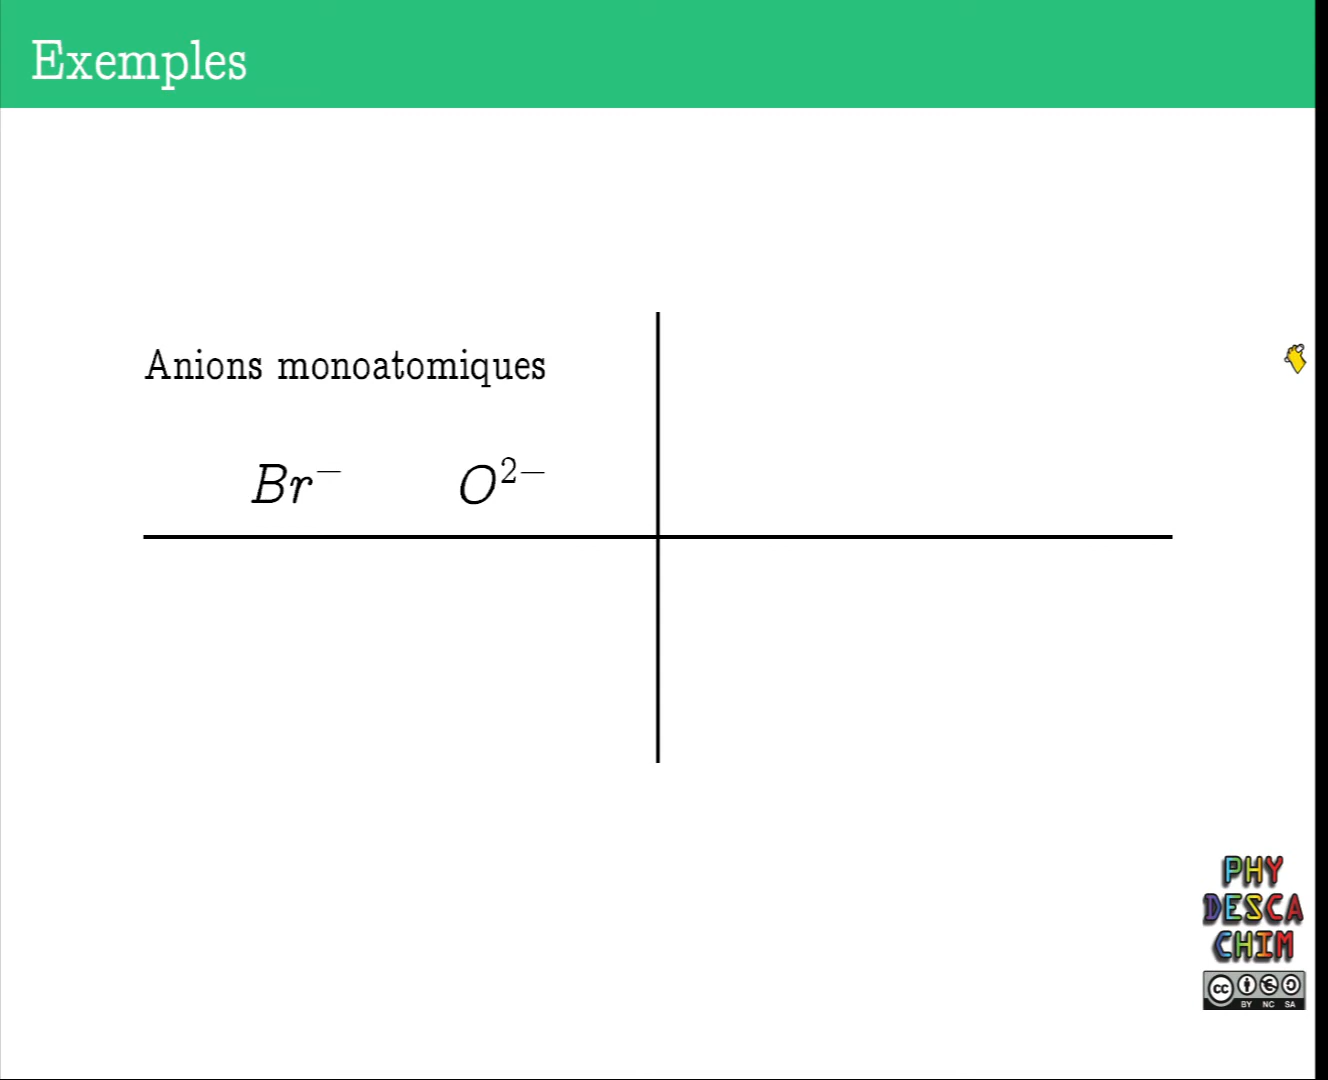 Exemples
Anions monoatomiques
Br⁻ O²⁻
PHY
DESCA
CHIM
cc BY NC SA